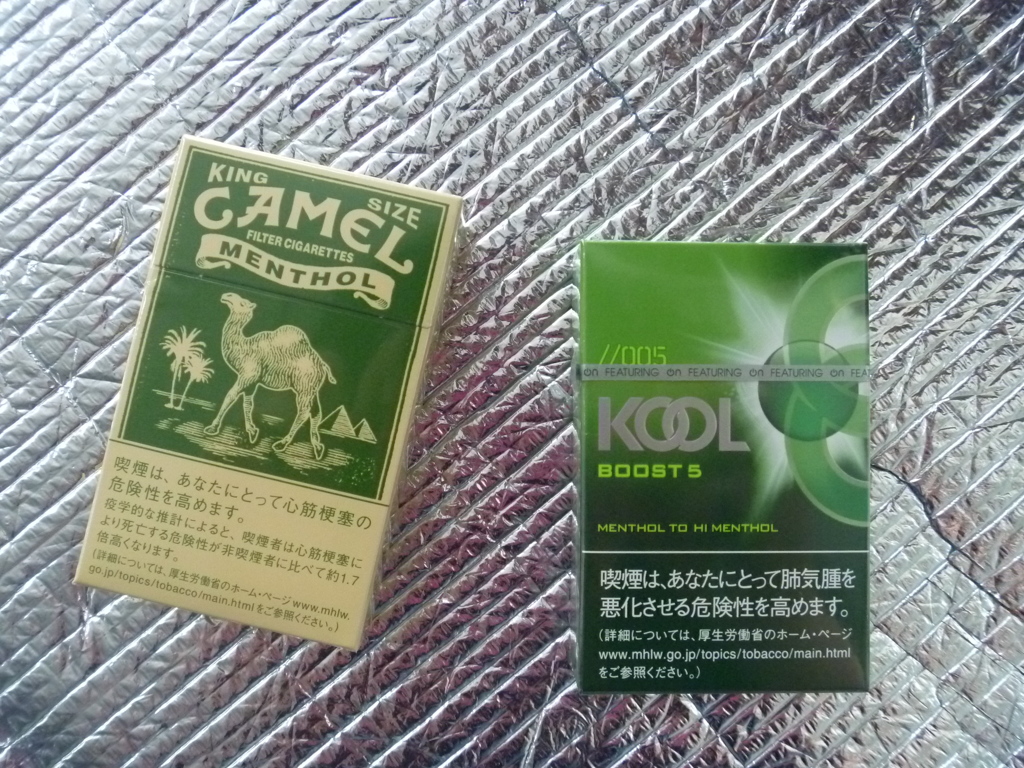 KING SIZE
CAMEL
FILTER CIGARETTES
MENTHOL
喫煙は、あなたにとって心筋梗塞の
危険性を高めます。
疫学的な推計によると、喫煙者は心筋梗塞に
より死亡する危険性が非喫煙者に比べて約1.7
倍高くなります。
(詳細については、厚生労働省のホーム・ページ www.mhlw.
go.jp/topics/tobacco/main.html をご参照ください。)
//005
on FEATURING on FEATURING on FEATURING on FEA
KOOL
BOOST 5
MENTHOL TO HI MENTHOL
喫煙は、あなたにとって肺気腫を
悪化させる危険性を高めます。
(詳細については、厚生労働省のホーム・ページ
www.mhlw.go.jp/topics/tobacco/main.html
をご参照ください。)